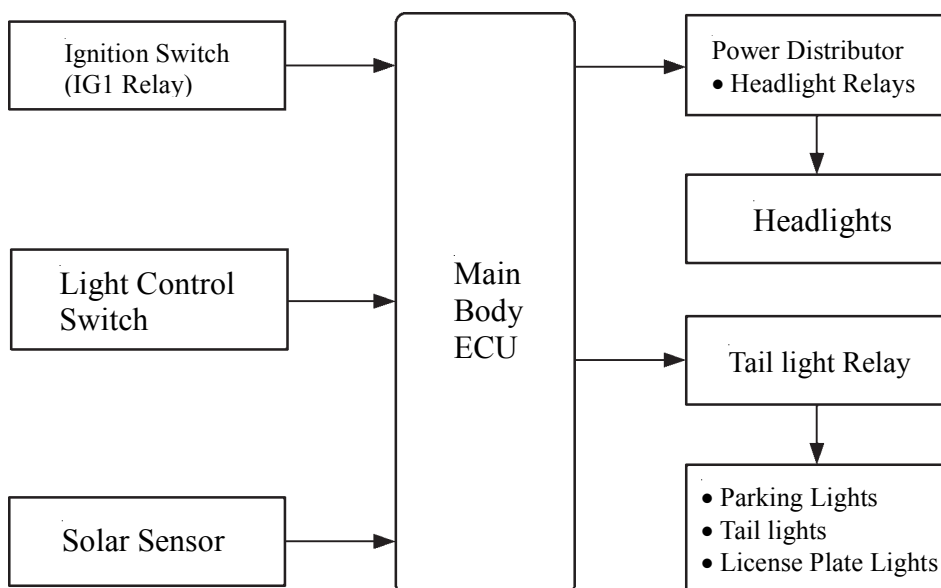 Ignition Switch
(IG1 Relay)
Light Control
Switch
Solar Sensor
Main
Body
ECU
Power Distributor
• Headlight Relays
Headlights
Tail light Relay
• Parking Lights
• Tail lights
• License Plate Lights